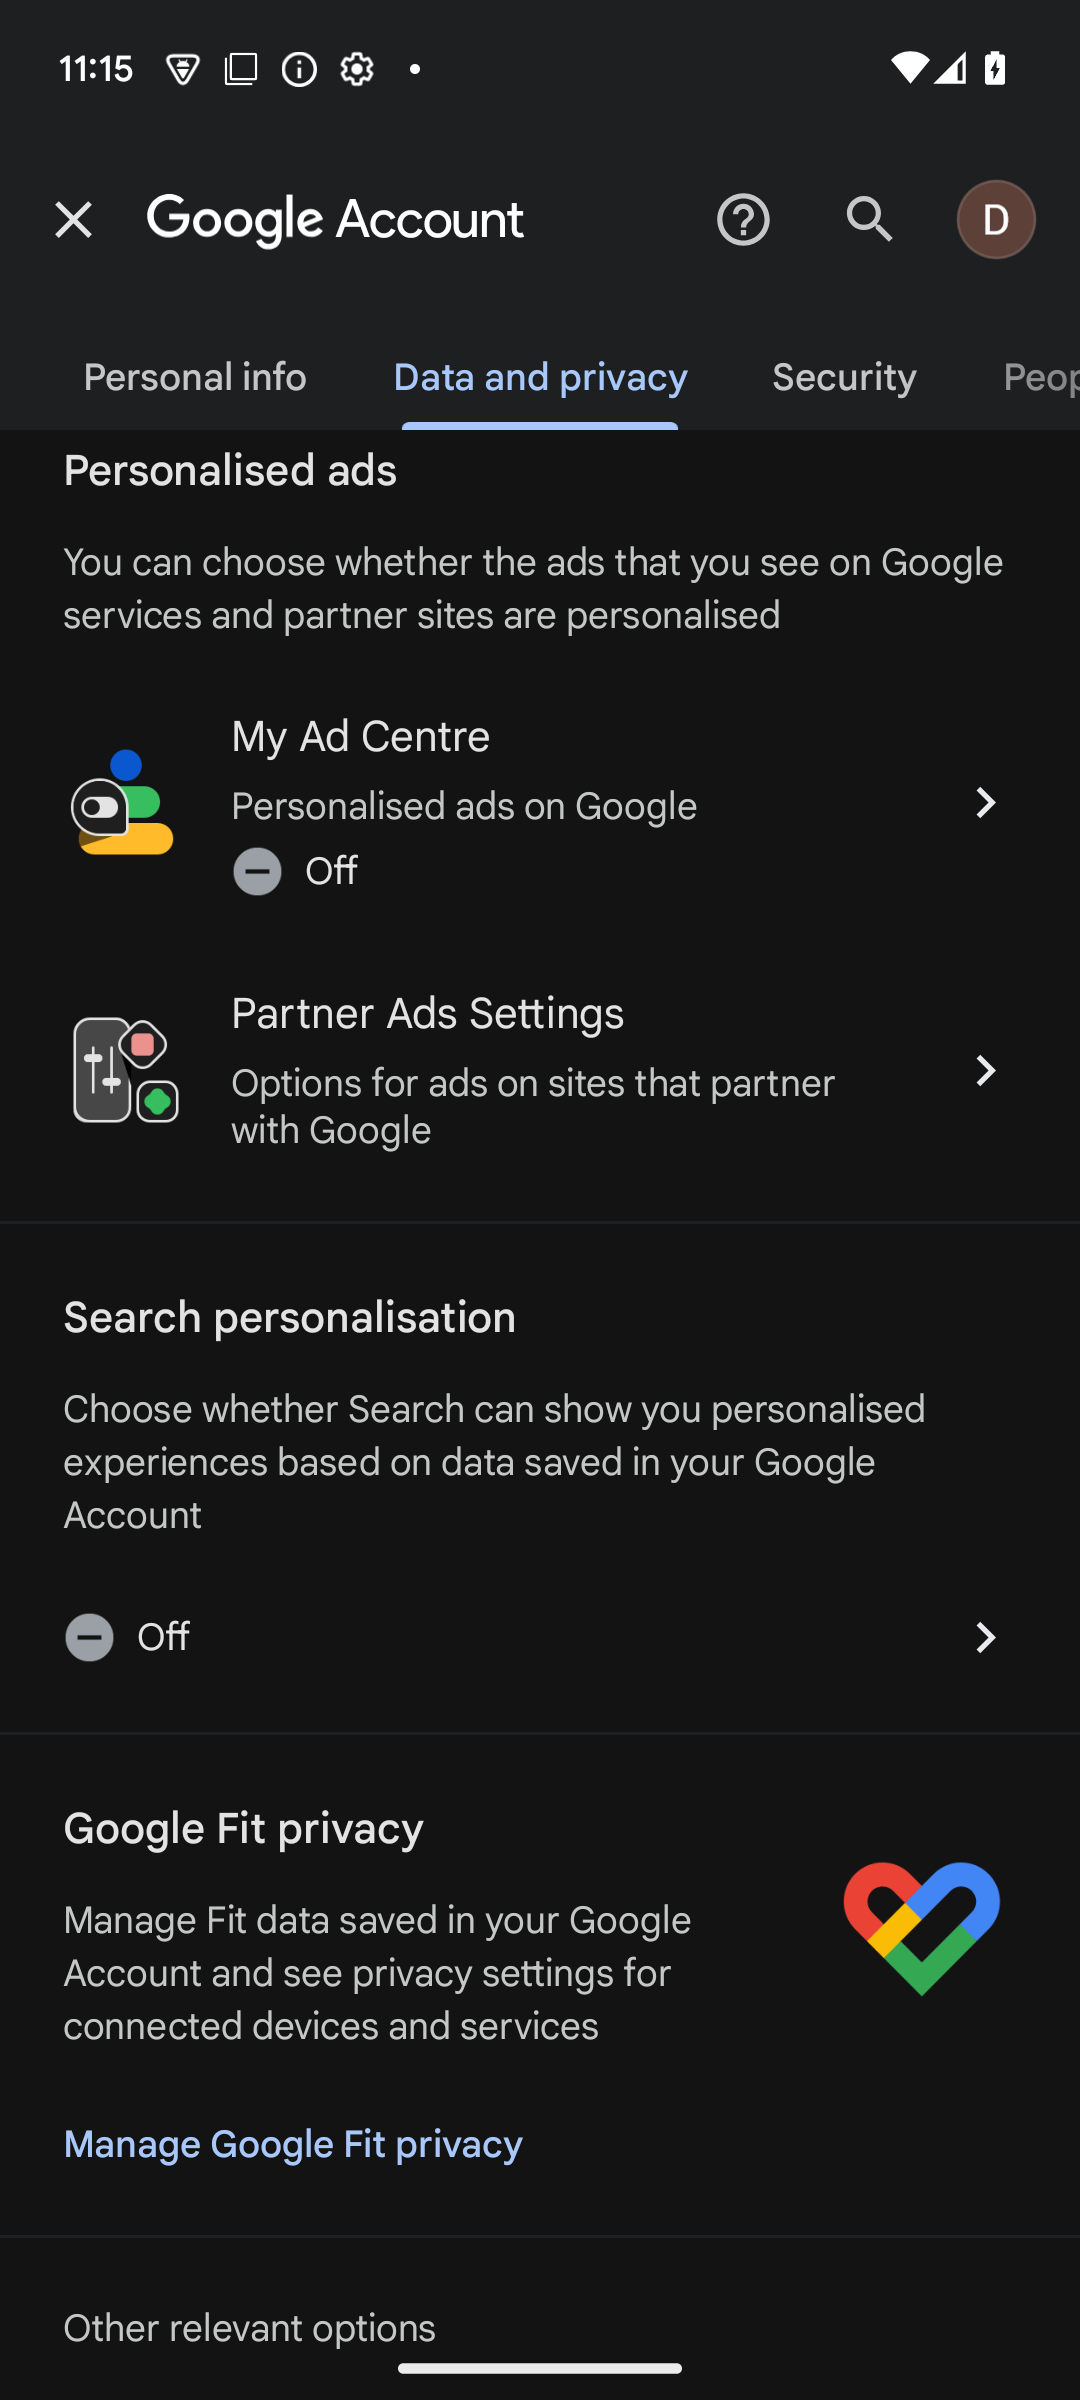 11:15
Google Account
D
Personal info
Data and privacy
Security
Peop
Personalised ads
You can choose whether the ads that you see on Google
services and partner sites are personalised
My Ad Centre
Personalised ads on Google
Off
Partner Ads Settings
Options for ads on sites that partner
with Google
Search personalisation
Choose whether Search can show you personalised
experiences based on data saved in your Google
Account
Off
Google Fit privacy
Manage Fit data saved in your Google
Account and see privacy settings for
connected devices and services
Manage Google Fit privacy
Other relevant options